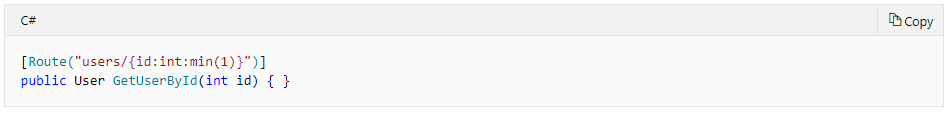 C#
Copy
[Route("users/{id:int:min(1)}")]
public User GetUserById(int id) { }